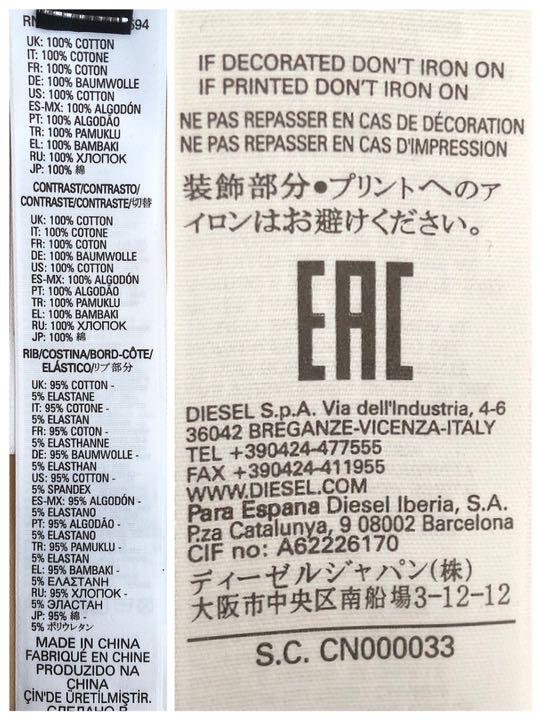 RN
594
UK: 100% COTTON
IT: 100% COTONE
FR: 100% COTON
DE: 100% BAUMWOLLE
US: 100% COTTON
ES-MX: 100% ALGODÓN
PT: 100% ALGODÃO
TR: 100% PAMUKLU
EL: 100% BAMBAKI
RU: 100% ХЛОПОК
JP: 100% 綿
CONTRAST/CONTRASTO/
CONTRASTE/CONTRASTE/切替
UK: 100% COTTON
IT: 100% COTONE
FR: 100% COTON
DE: 100% BAUMWOLLE
US: 100% COTTON
ES-MX: 100% ALGODÓN
PT: 100% ALGODÃO
TR: 100% PAMUKLU
EL: 100% BAMBAKI
RU: 100% ХЛОПОК
JP: 100% 綿
RIB/COSTINA/BORD-CÔTE/
ELÁSTICO/リブ部分
UK: 95% COTTON -
5% ELASTANE
IT: 95% COTONE -
5% ELASTAN
FR: 95% COTON -
5% ELASTHANNE
DE: 95% BAUMWOLLE -
5% ELASTHAN
US: 95% COTTON -
5% SPANDEX
ES-MX: 95% ALGODÓN -
5% ELASTANO
PT: 95% ALGODÃO -
5% ELASTANO
TR: 95% PAMUKLU -
5% ELASTAN
EL: 95% BAMBAKI -
5% ΕΛΑΣΤΑΝΗ
RU: 95% ХЛОПОК -
5% ЭЛАСТАН
JP: 95% 綿 -
5% ポリウレタン
MADE IN CHINA
FABRIQUÉ EN CHINE
PRODUZIDO NA
CHINA
ÇİN'DE ÜRETİLMİŞTİR.
СДЕЛАНО В
IF DECORATED DON'T IRON ON
IF PRINTED DON'T IRON ON
NE PAS REPASSER EN CAS DE DÉCORATION
NE PAS REPASSER EN CAS D'IMPRESSION
装飾部分●プリントへのア
イロンはお避けください。
EAC
DIESEL S.p.A. Via dell'Industria, 4-6
36042 BREGANZE-VICENZA-ITALY
TEL +390424-477555
FAX +390424-411955
WWW.DIESEL.COM
Para Espana Diesel Iberia, S.A.
P.za Catalunya, 9 08002 Barcelona
CIF no: A62226170
ディーゼルジャパン(株)
大阪市中央区南船場3-12-12
S.C. CN000033